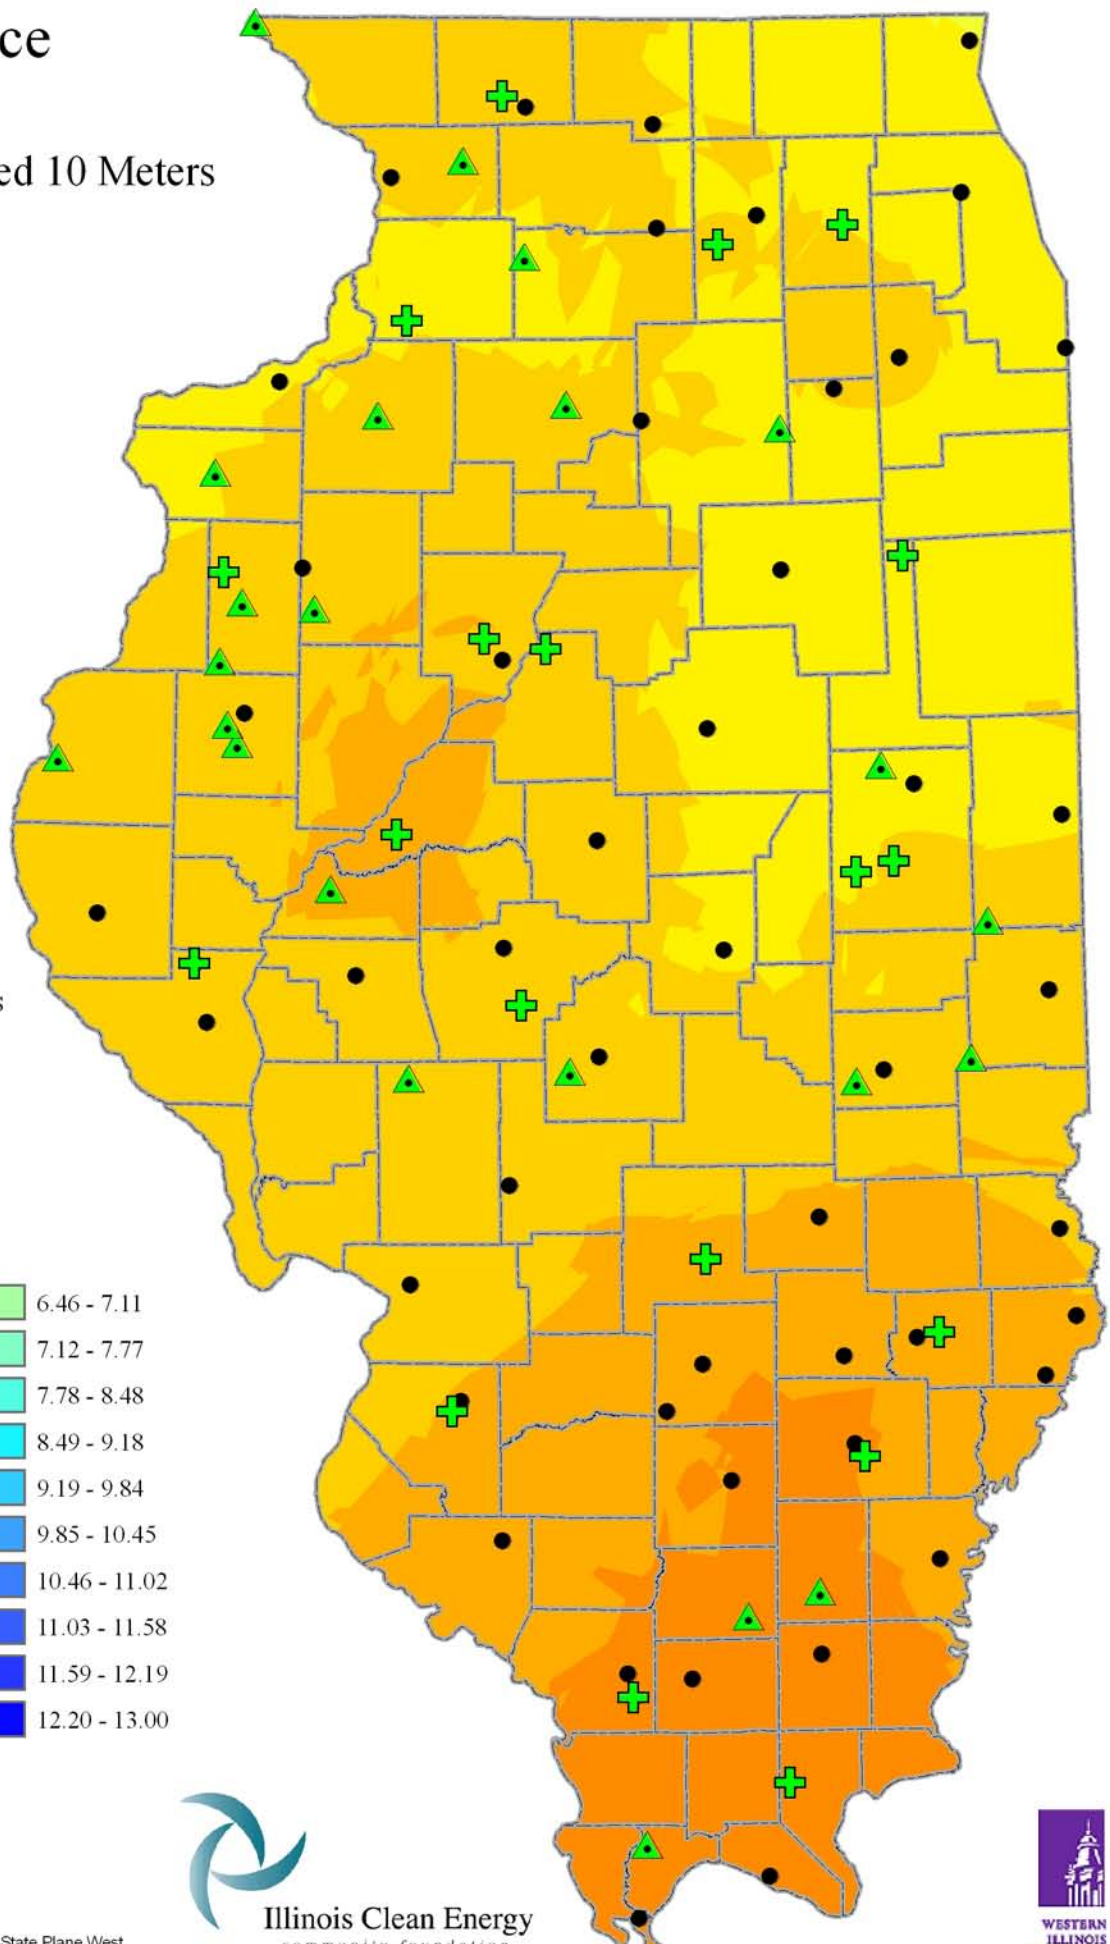 ce
ed 10 Meters
s
6.46 - 7.11
7.12 - 7.77
7.78 - 8.48
8.49 - 9.18
9.19 - 9.84
9.85 - 10.45
10.46 - 11.02
11.03 - 11.58
11.59 - 12.19
12.20 - 13.00
Illinois Clean Energy
community foundation
WESTERN
ILLINOIS
State Plane West